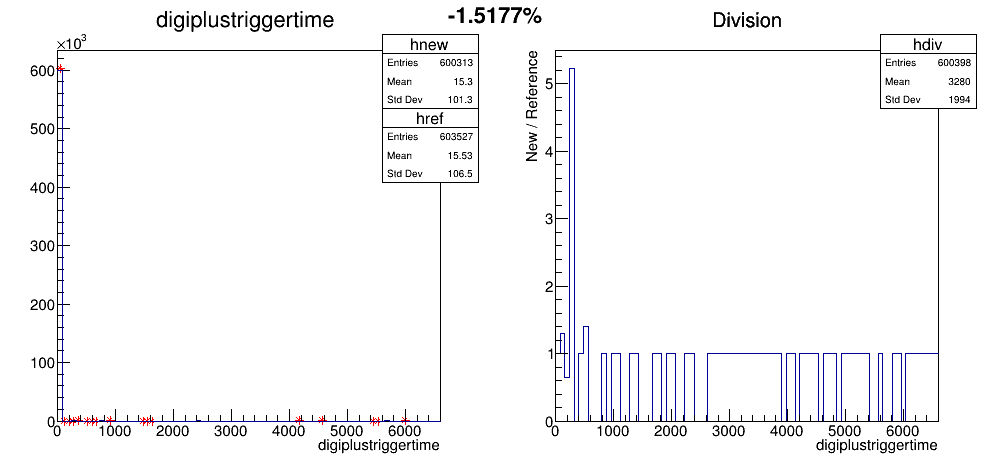 -1.5177%
digiplustriggertime
×10³
hnew
Entries 600313
Mean 15.3
Std Dev 101.3
href
Entries 603527
Mean 15.53
Std Dev 106.5
600
500
400
300
200
100
0
0 1000 2000 3000 4000 5000 6000
digiplustriggertime
Division
hdiv
Entries 600398
Mean 3280
Std Dev 1994
New / Reference
5
4
3
2
1
0
0 1000 2000 3000 4000 5000 6000
digiplustriggertime